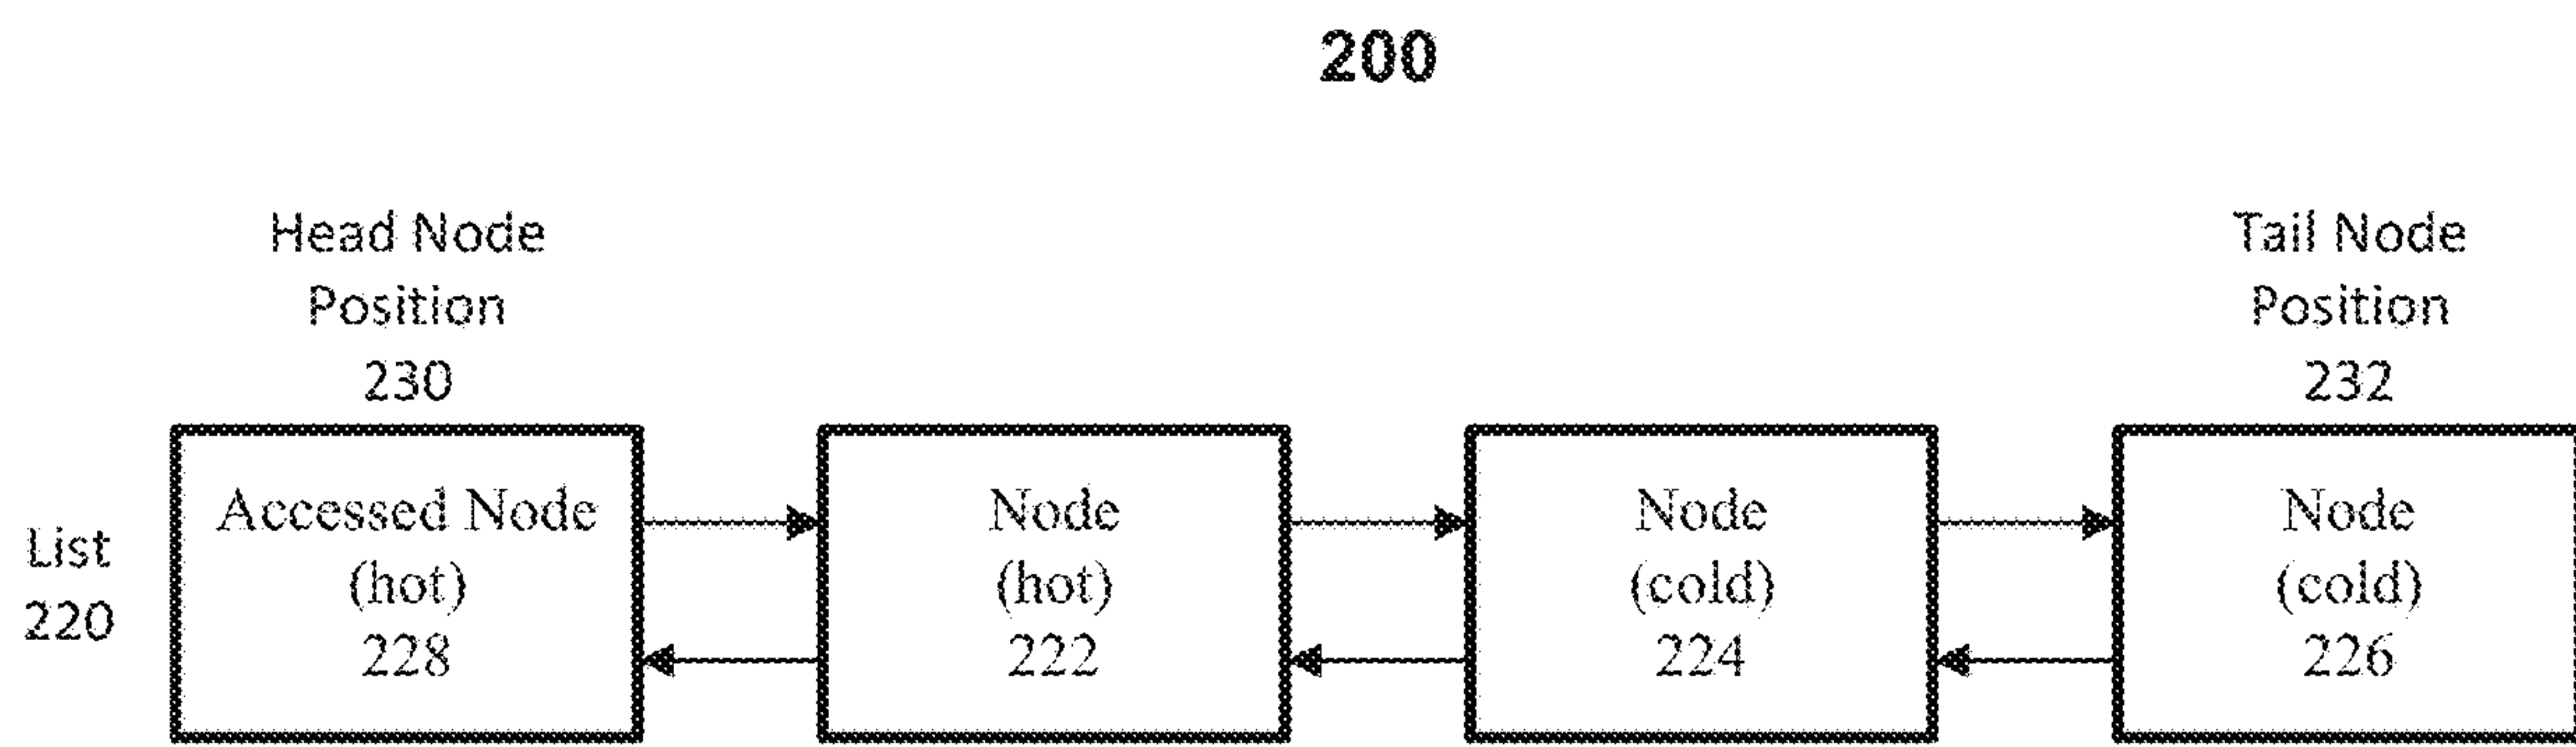 200
Head Node
Position
230
Tail Node
Position
232
List
220
Accessed Node
(hot)
228
Node
(hot)
222
Node
(cold)
224
Node
(cold)
226